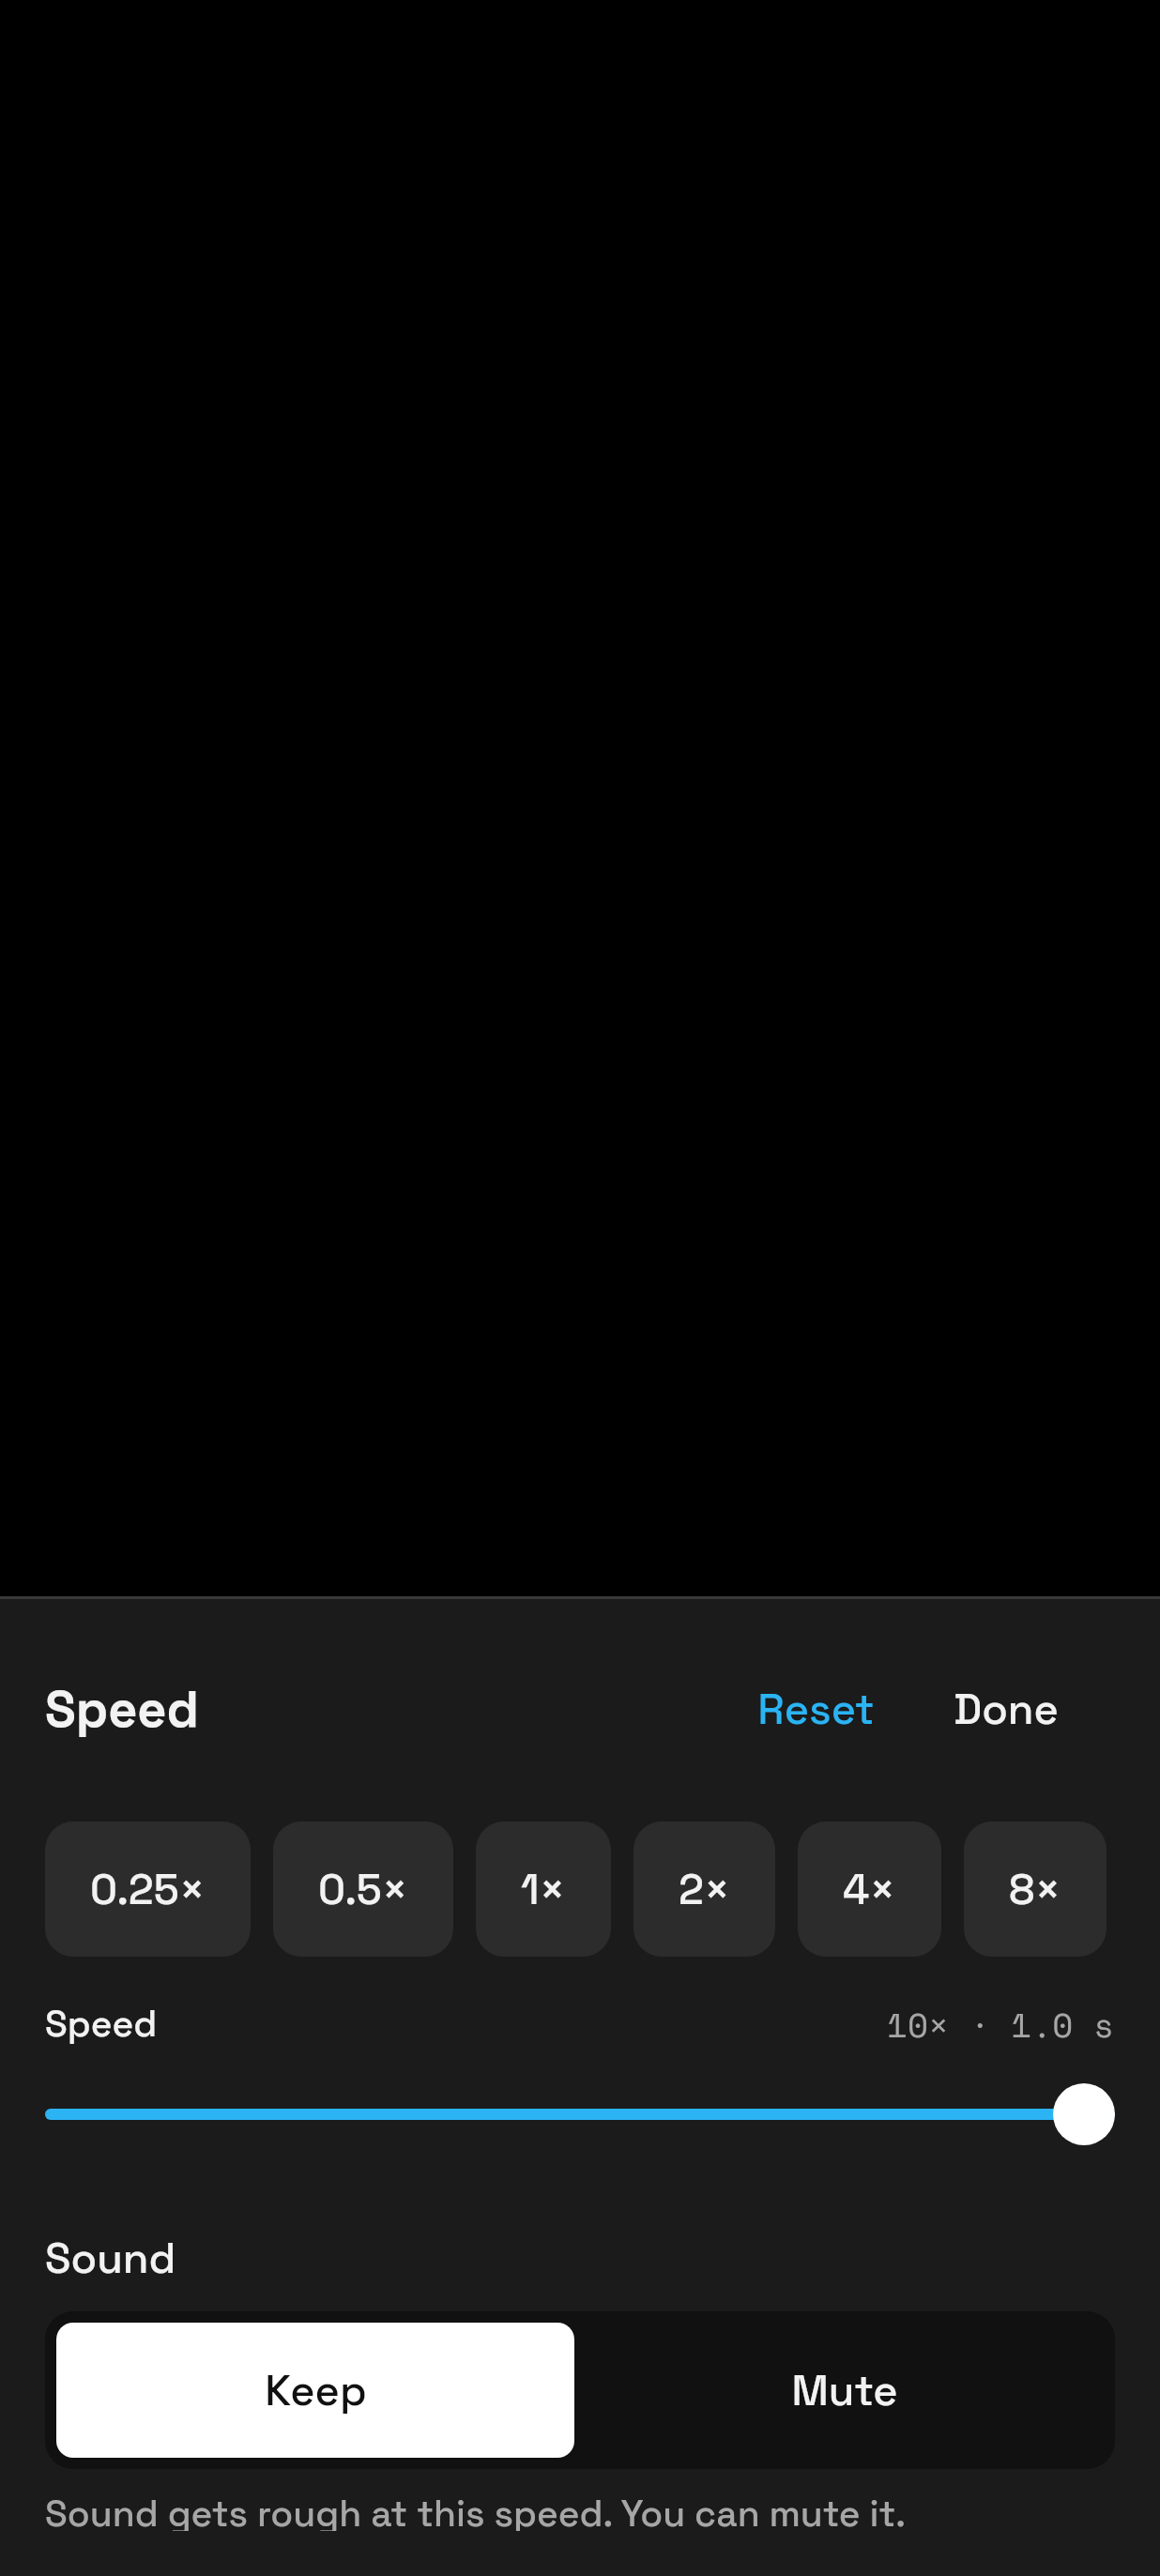 Speed Reset Done
0.25× 0.5× 1× 2× 4× 8×
Speed 10× · 1.0 s
Sound
Keep Mute
Sound gets rough at this speed. You can mute it.